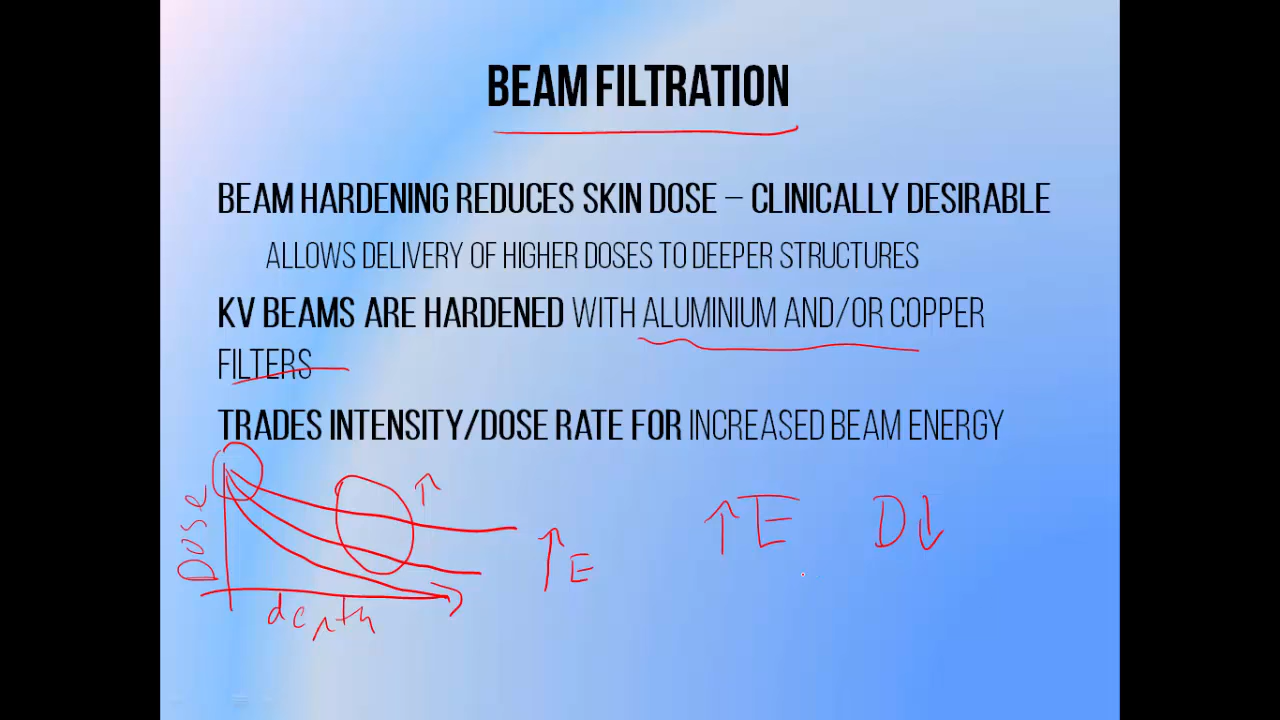 BEAM FILTRATION
BEAM HARDENING REDUCES SKIN DOSE – CLINICALLY DESIRABLE
ALLOWS DELIVERY OF HIGHER DOSES TO DEEPER STRUCTURES
KV BEAMS ARE HARDENED WITH ALUMINIUM AND/OR COPPER
FILTERS
TRADES INTENSITY/DOSE RATE FOR INCREASED BEAM ENERGY
Dose
↑
↑E
depth
↑E D↓